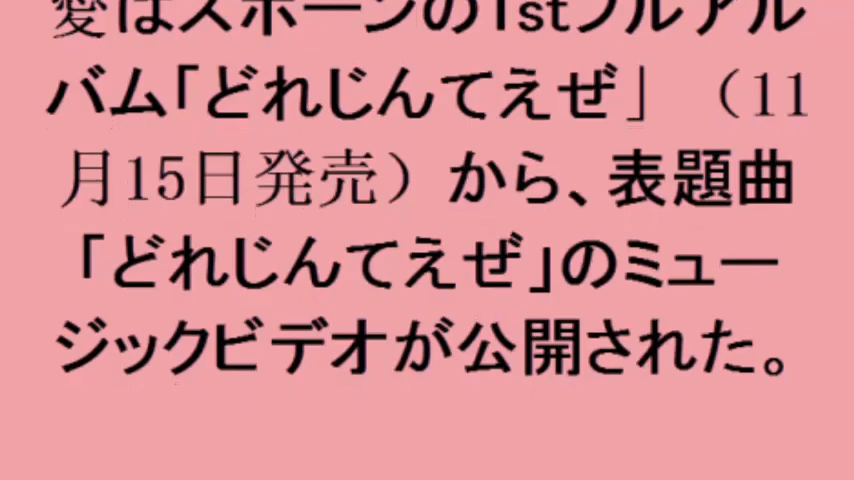 愛はスポーンの1stフルアル
バム「どれじんてえぜ」（11
月15日発売）から、表題曲
「どれじんてえぜ」のミュー
ジックビデオが公開された。